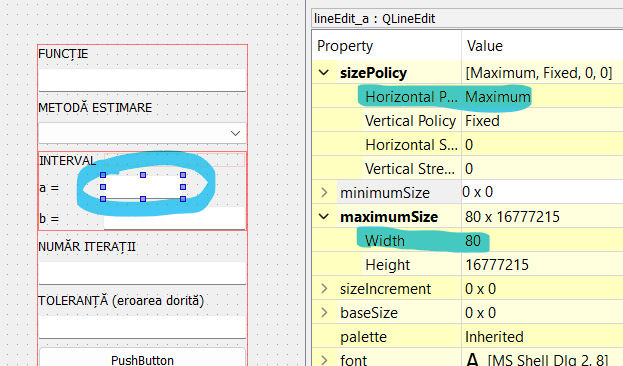 lineEdit_a : QLineEdit
FUNCȚIE
METODĂ ESTIMARE
INTERVAL
a =
b =
NUMĂR ITERAȚII
TOLERANȚĂ (eroarea dorită)
PushButton
Property Value
sizePolicy [Maximum, Fixed, 0, 0]
Horizontal P... Maximum
Vertical Policy Fixed
Horizontal S... 0
Vertical Stre... 0
minimumSize 0 x 0
maximumSize 80 x 16777215
Width 80
Height 16777215
sizeIncrement 0 x 0
baseSize 0 x 0
palette Inherited
font A [MS Shell Dlg 2, 8]